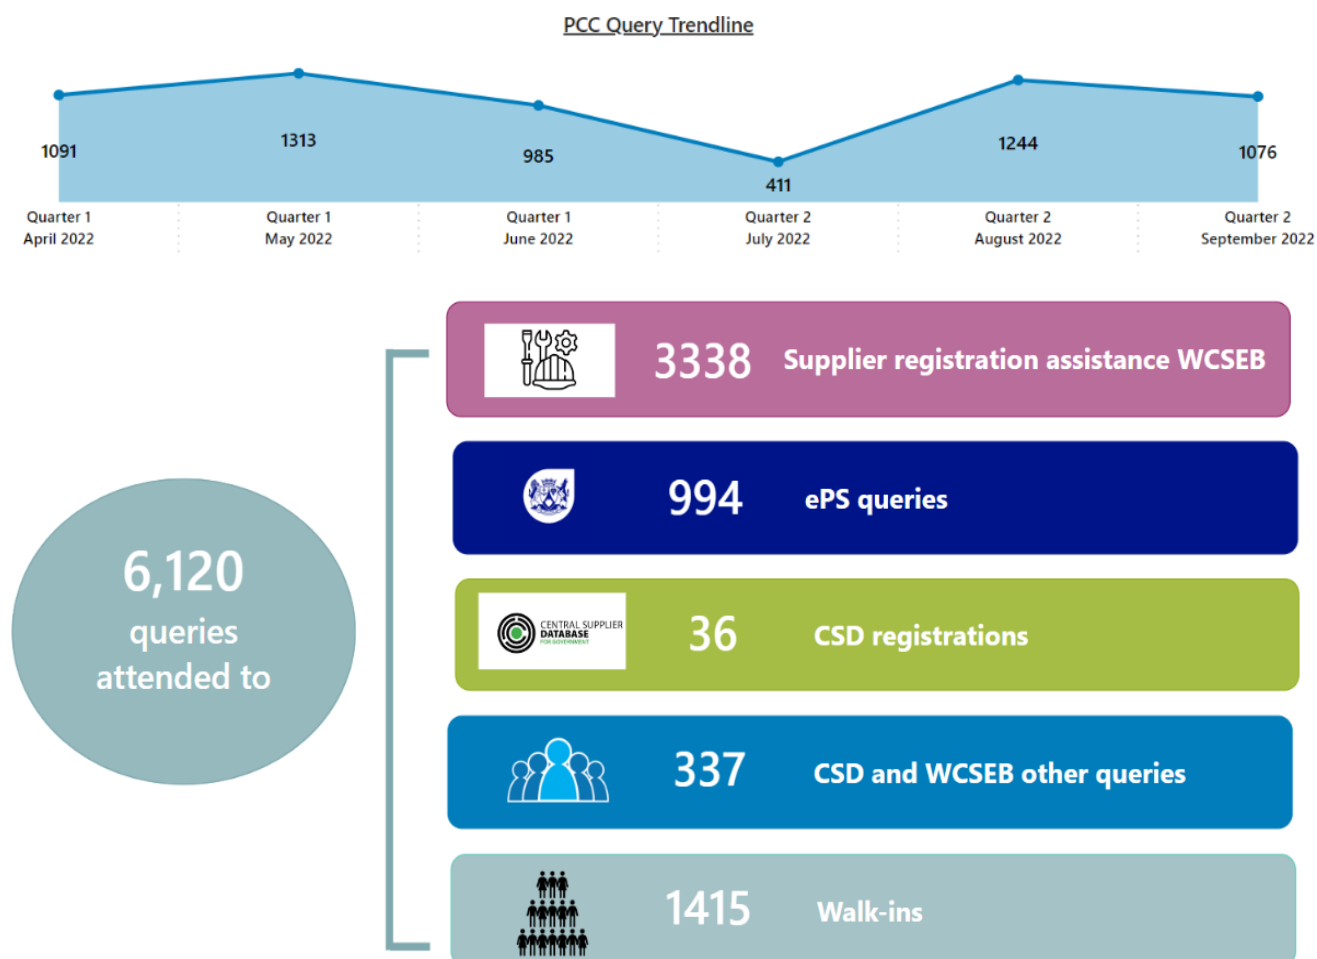 PCC Query Trendline
1091
1313
985
411
1244
1076
Quarter 1
April 2022
Quarter 1
May 2022
Quarter 1
June 2022
Quarter 2
July 2022
Quarter 2
August 2022
Quarter 2
September 2022
6,120
queries
attended to
3338 Supplier registration assistance WCSEB
994 ePS queries
CENTRAL SUPPLIER
DATABASE
FOR GOVERNMENT
36 CSD registrations
337 CSD and WCSEB other queries
1415 Walk-ins